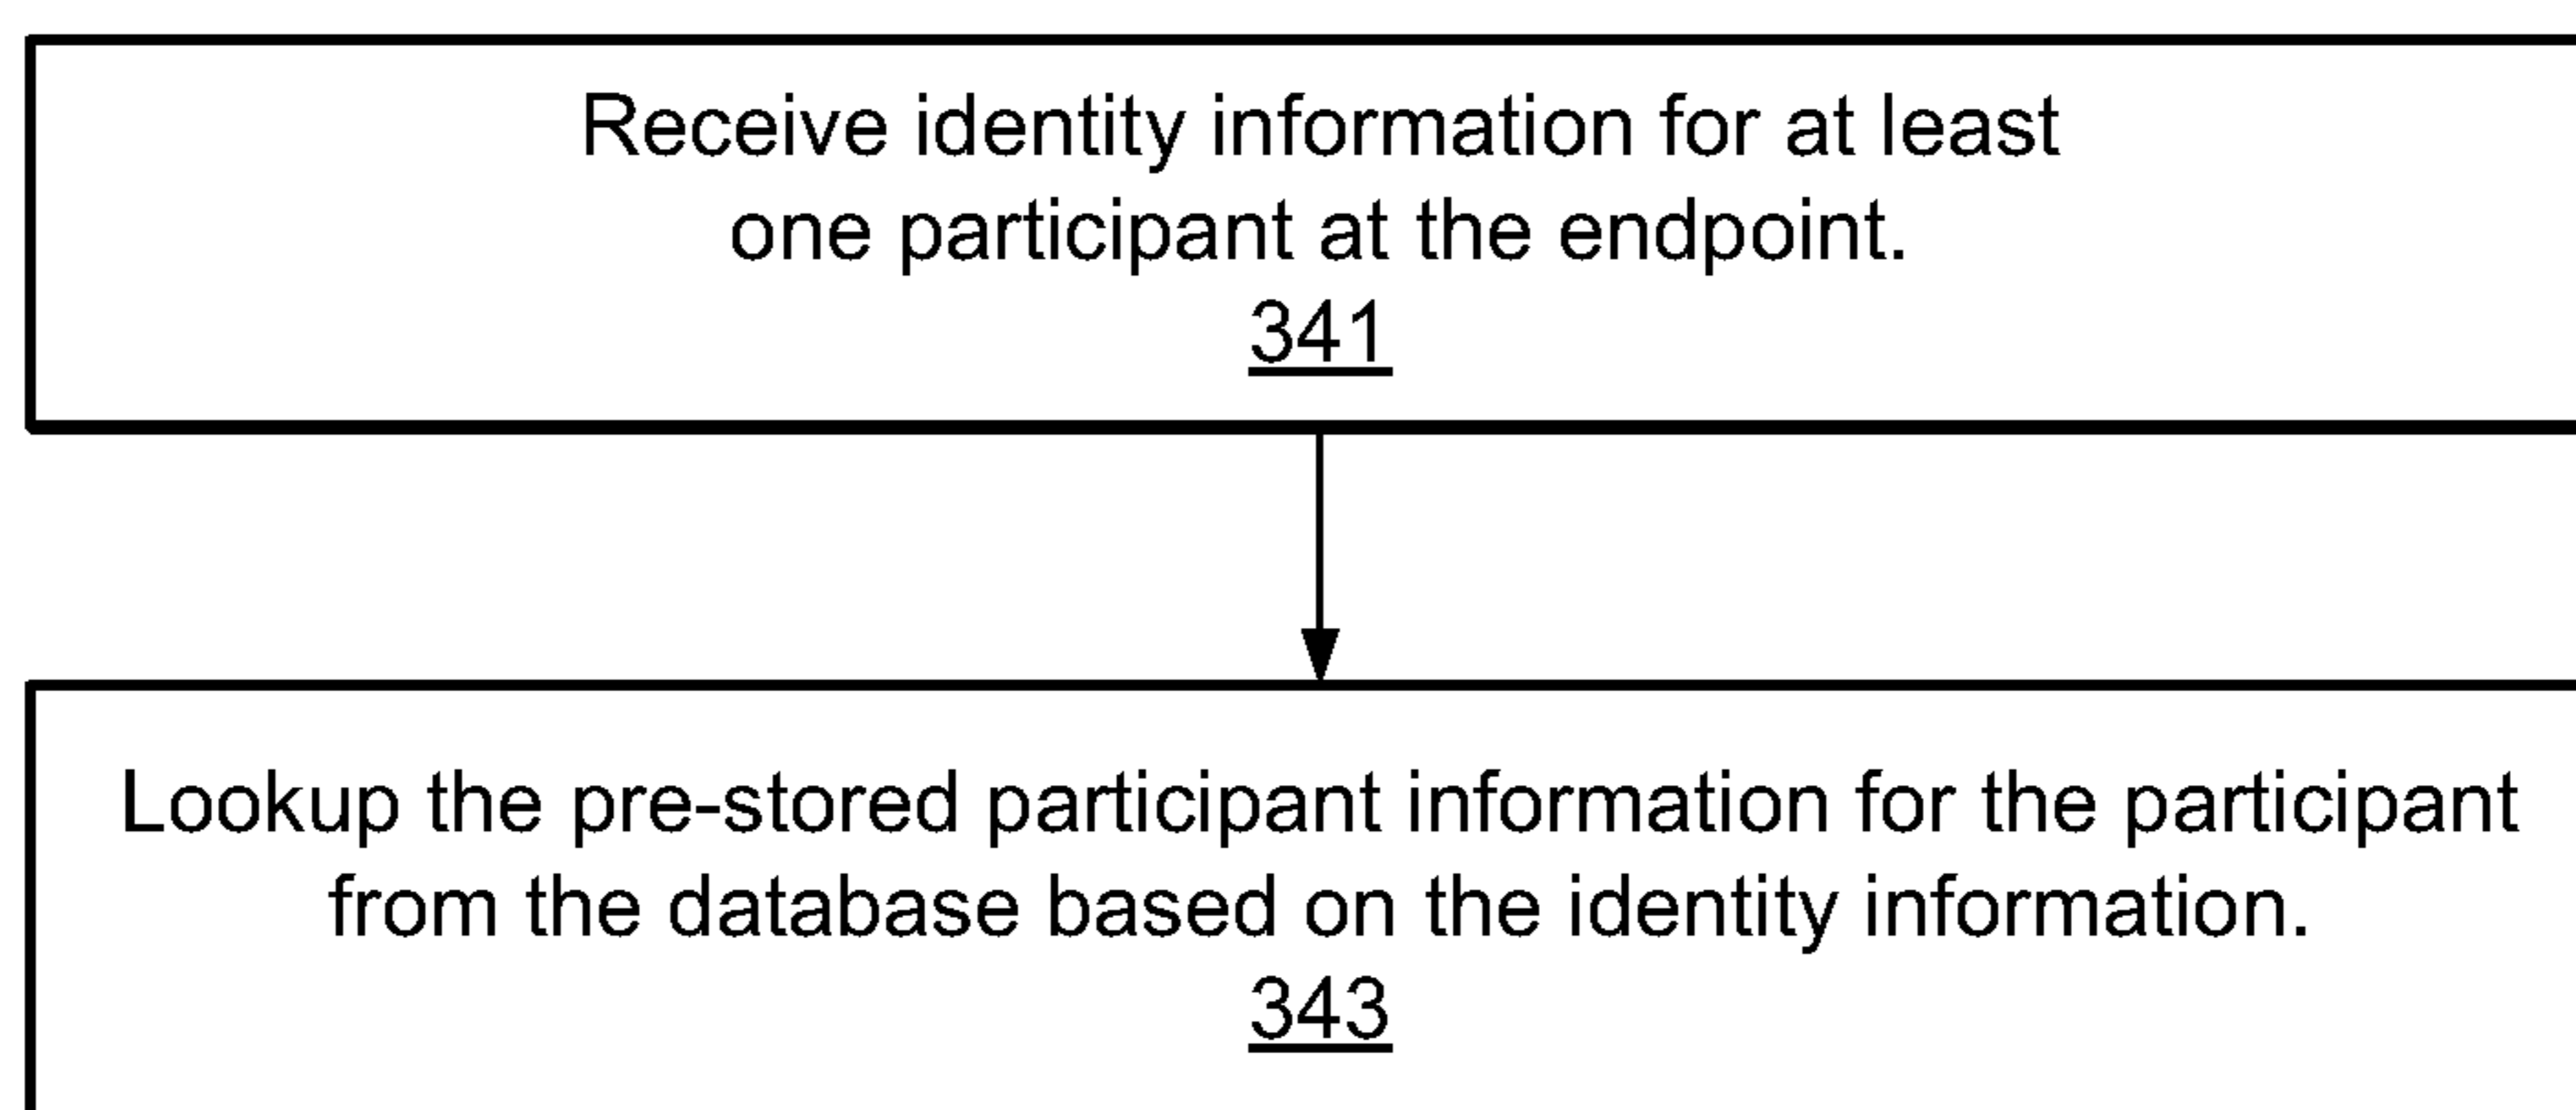 Receive identity information for at least
one participant at the endpoint.
341
Lookup the pre-stored participant information for the participant
from the database based on the identity information.
343